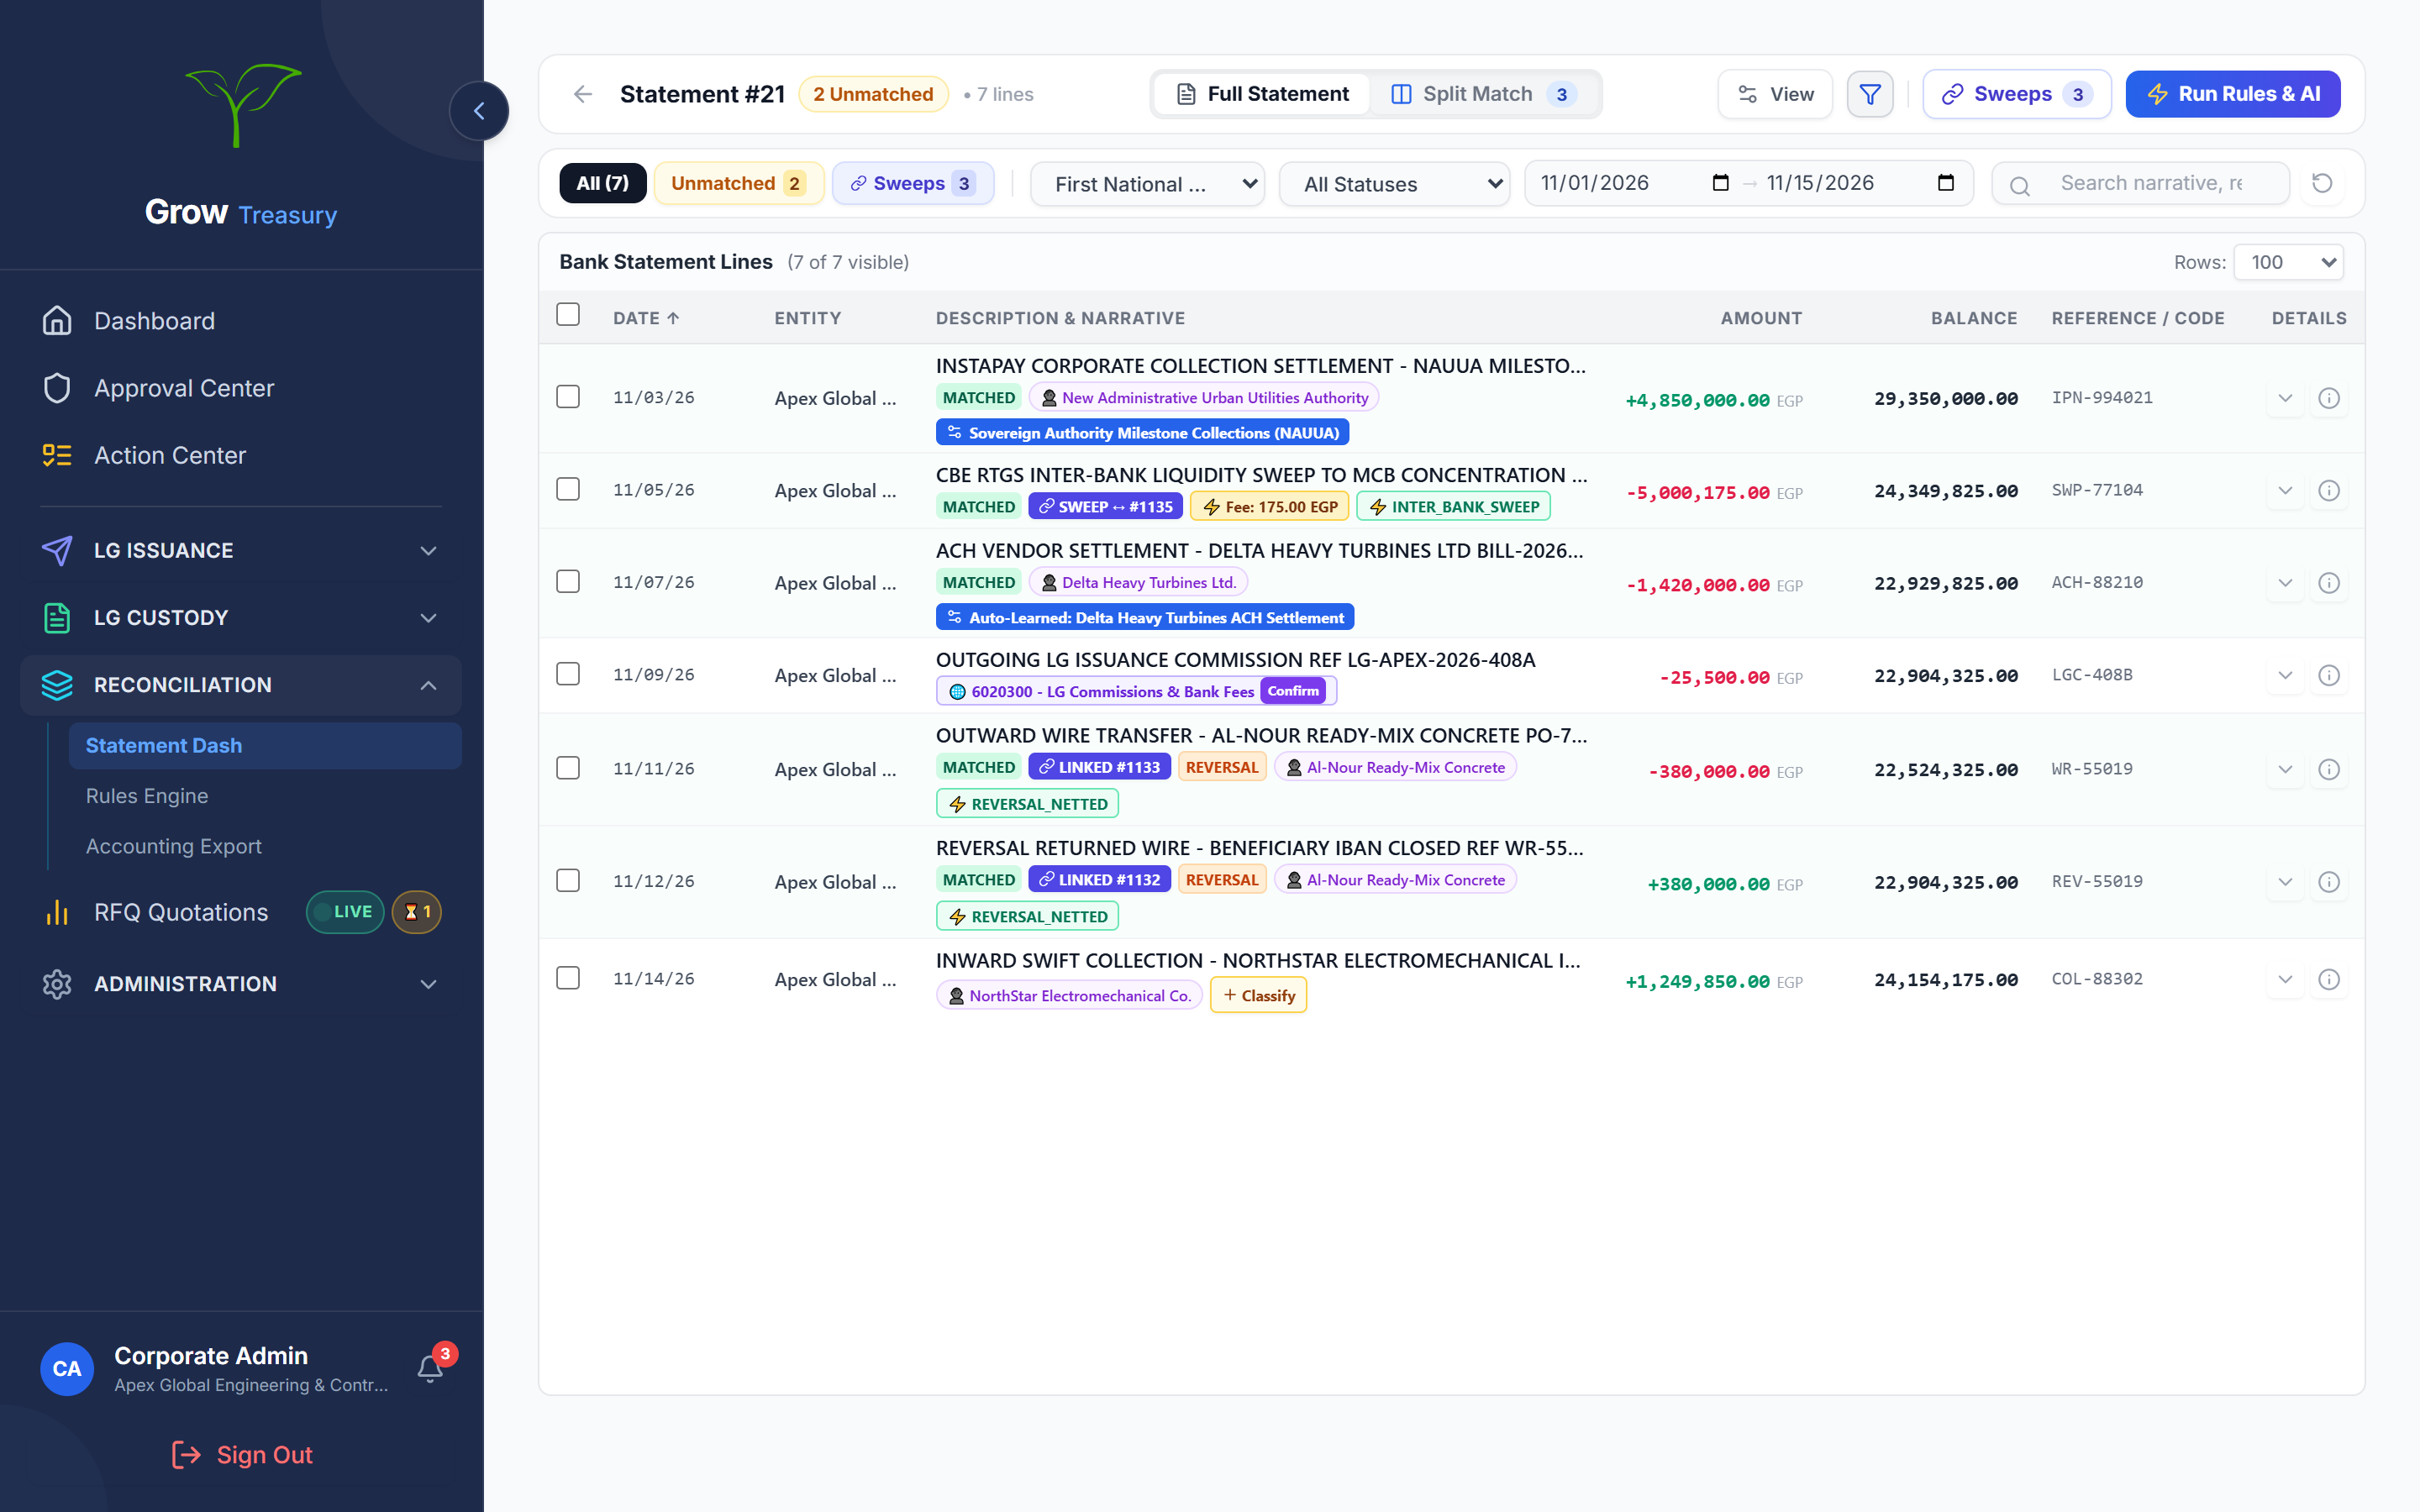 Grow Treasury
Dashboard
Approval Center
Action Center
LG ISSUANCE
LG CUSTODY
RECONCILIATION
Statement Dash
Rules Engine
Accounting Export
RFQ Quotations LIVE 1
ADMINISTRATION
CA
Corporate Admin
Apex Global Engineering & Contr...
3
Sign Out
Statement #21 2 Unmatched • 7 lines
Full Statement Split Match 3
View Sweeps 3 Run Rules & AI
All (7) Unmatched 2 Sweeps 3 First National ... All Statuses 11/01/2026 → 11/15/2026 Search narrative, re
Bank Statement Lines (7 of 7 visible) Rows: 100
DATE ↑ ENTITY DESCRIPTION & NARRATIVE AMOUNT BALANCE REFERENCE / CODE DETAILS
INSTAPAY CORPORATE COLLECTION SETTLEMENT - NAUUA MILESTO...
11/03/26 Apex Global ... MATCHED New Administrative Urban Utilities Authority +4,850,000.00 EGP 29,350,000.00 IPN-994021
Sovereign Authority Milestone Collections (NAUUA)
CBE RTGS INTER-BANK LIQUIDITY SWEEP TO MCB CONCENTRATION ...
11/05/26 Apex Global ... MATCHED SWEEP ↔ #1135 Fee: 175.00 EGP INTER_BANK_SWEEP -5,000,175.00 EGP 24,349,825.00 SWP-77104
ACH VENDOR SETTLEMENT - DELTA HEAVY TURBINES LTD BILL-2026...
11/07/26 Apex Global ... MATCHED Delta Heavy Turbines Ltd. -1,420,000.00 EGP 22,929,825.00 ACH-88210
Auto-Learned: Delta Heavy Turbines ACH Settlement
OUTGOING LG ISSUANCE COMMISSION REF LG-APEX-2026-408A
11/09/26 Apex Global ... 6020300 - LG Commissions & Bank Fees Confirm -25,500.00 EGP 22,904,325.00 LGC-408B
OUTWARD WIRE TRANSFER - AL-NOUR READY-MIX CONCRETE PO-7...
11/11/26 Apex Global ... MATCHED LINKED #1133 REVERSAL Al-Nour Ready-Mix Concrete -380,000.00 EGP 22,524,325.00 WR-55019
REVERSAL_NETTED
REVERSAL RETURNED WIRE - BENEFICIARY IBAN CLOSED REF WR-55...
11/12/26 Apex Global ... MATCHED LINKED #1132 REVERSAL Al-Nour Ready-Mix Concrete +380,000.00 EGP 22,904,325.00 REV-55019
REVERSAL_NETTED
INWARD SWIFT COLLECTION - NORTHSTAR ELECTROMECHANICAL I...
11/14/26 Apex Global ... NorthStar Electromechanical Co. + Classify +1,249,850.00 EGP 24,154,175.00 COL-88302